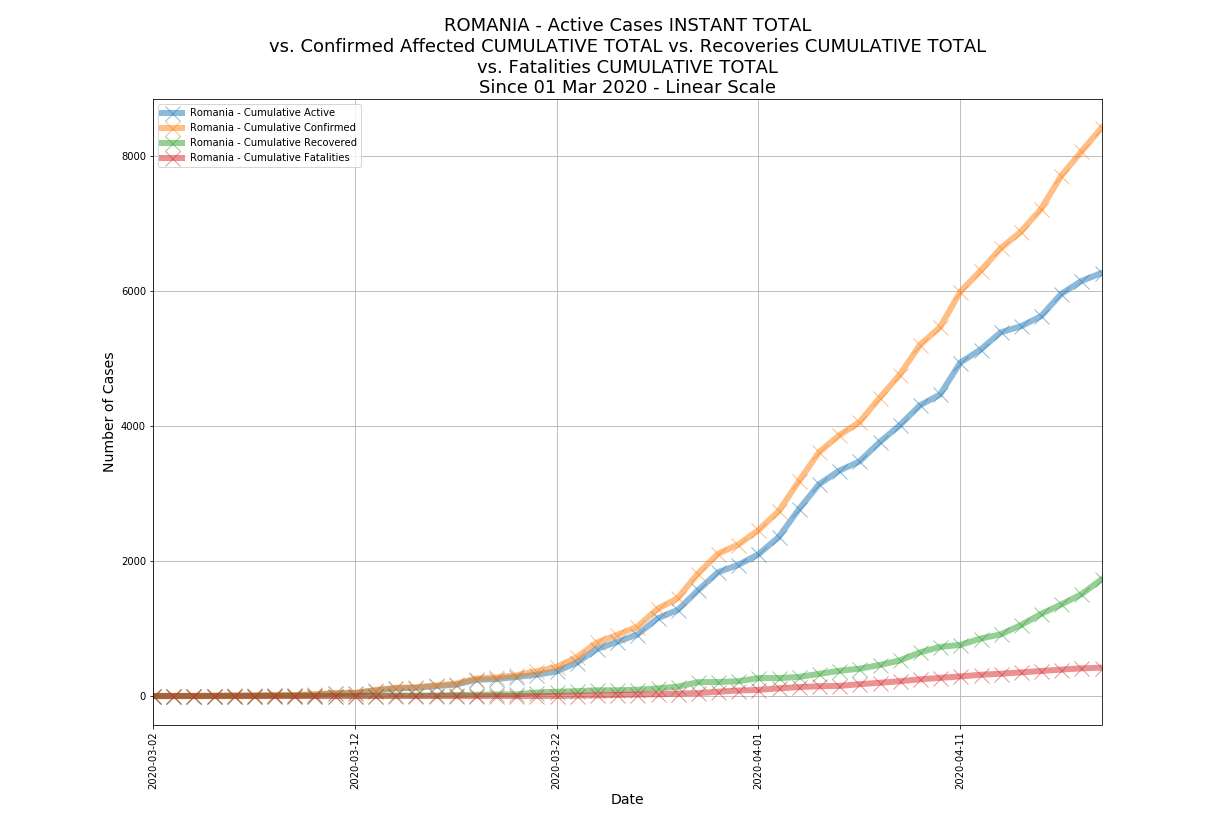 ROMANIA - Active Cases INSTANT TOTAL
vs. Confirmed Affected CUMULATIVE TOTAL vs. Recoveries CUMULATIVE TOTAL
vs. Fatalities CUMULATIVE TOTAL
Since 01 Mar 2020 - Linear Scale
Romania - Cumulative Active
Romania - Cumulative Confirmed
Romania - Cumulative Recovered
Romania - Cumulative Fatalities
8000
6000
4000
2000
0
Number of Cases
2020-03-02
2020-03-12
2020-03-22
2020-04-01
2020-04-11
Date